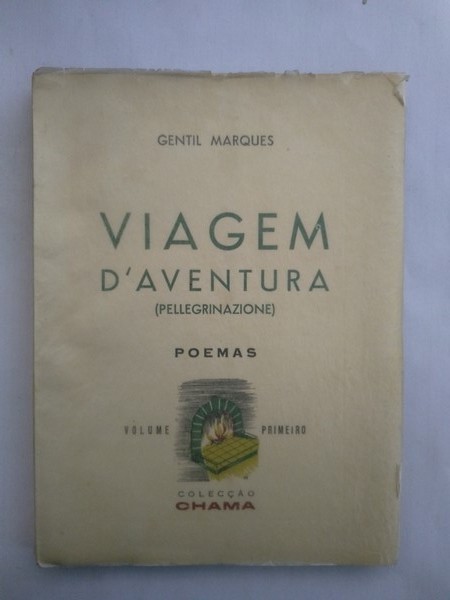 GENTIL MARQUES
VIAGEM
D'AVENTURA
(PELLEGRINAZIONE)
POEMAS
VOLUME PRIMEIRO
COLECÇÃO
CHAMA